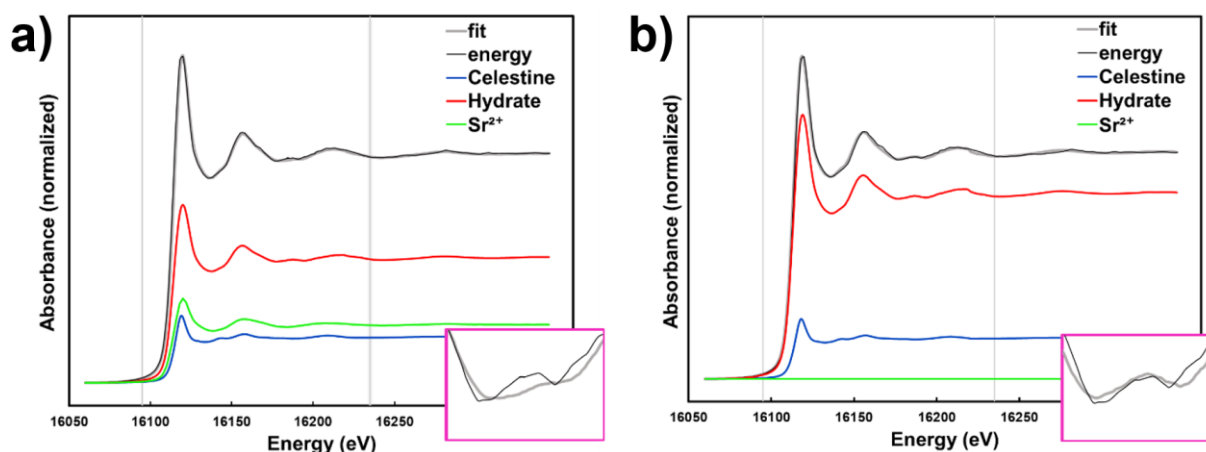 a)
fit
energy
Celestine
Hydrate
Sr²⁺
Absorbance (normalized)
16050 16100 16150 16200 16250
Energy (eV)
b)
fit
energy
Celestine
Hydrate
Sr²⁺
Absorbance (normalized)
16050 16100 16150 16200 16250
Energy (eV)